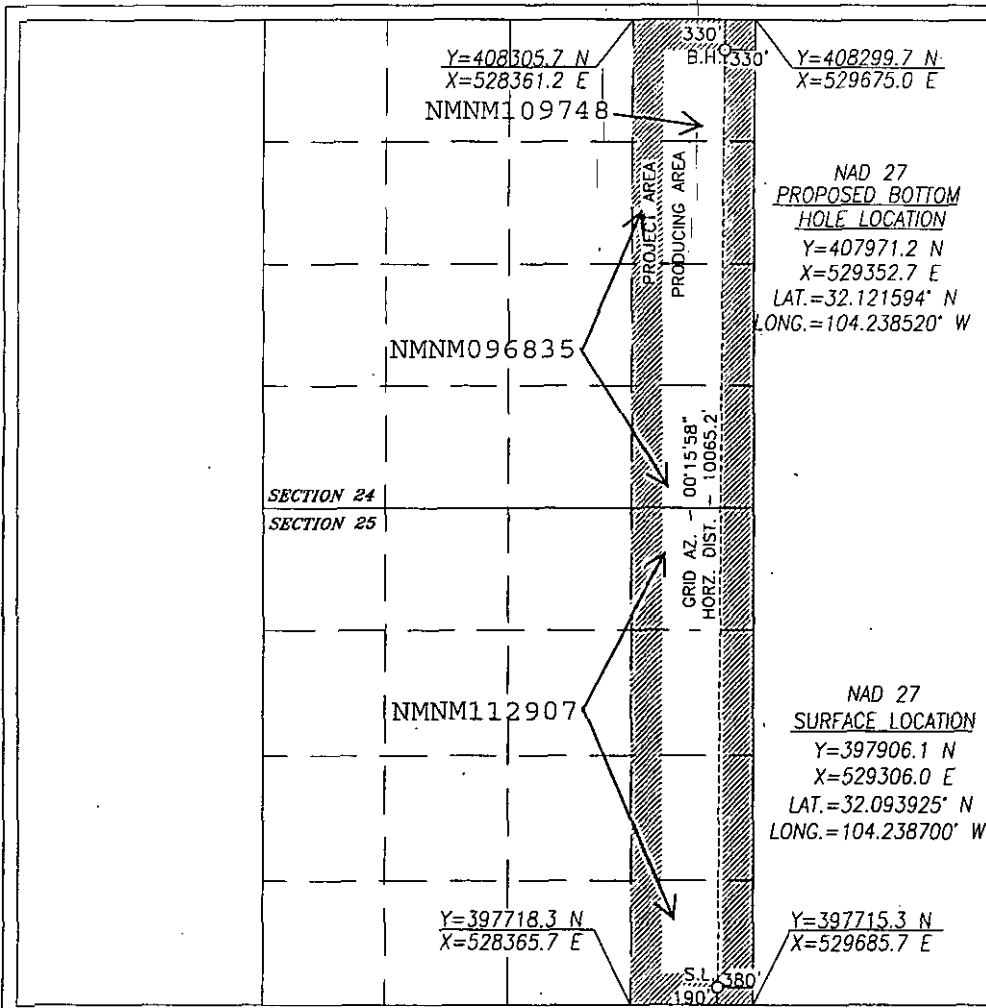 330'
B.H. 330'
Y=408305.7 N
X=528361.2 E
Y=408299.7 N
X=529675.0 E
NMNM109748
PROJECT AREA
PRODUCING AREA
NAD 27
PROPOSED BOTTOM
HOLE LOCATION
Y=407971.2 N
X=529352.7 E
LAT.=32.121594° N
LONG.=104.238520° W
NMNM096835
GRID AZ. - 00°15'58"
HORZ. DIST. - 10065.2'
SECTION 24
SECTION 25
NMNM112907
NAD 27
SURFACE LOCATION
Y=397906.1 N
X=529306.0 E
LAT.=32.093925° N
LONG.=104.238700° W
Y=397718.3 N
X=528365.7 E
Y=397715.3 N
X=529685.7 E
S.L. 380'
190'